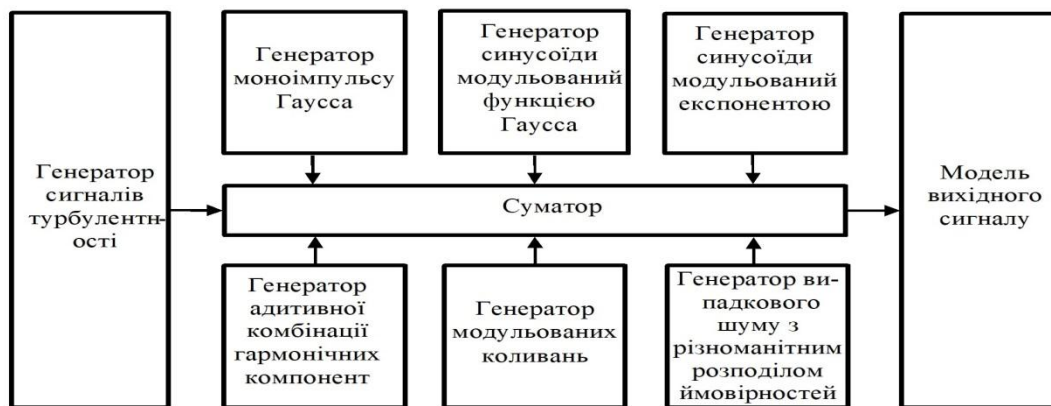 Генератор
сигналів
турбулентн-
ості
Генератор
моноімпульсу
Гаусса
Генератор
синусоїди
модульований
функцією
Гаусса
Генератор
синусоїди
модульований
експонентою
Суматор
Генератор
адитивної
комбінації
гармонічних
компонент
Генератор
модульованих
коливань
Генератор ви-
падкового
шуму з
різноманітним
розподілом
ймовірностей
Модель
вихідного
сигналу